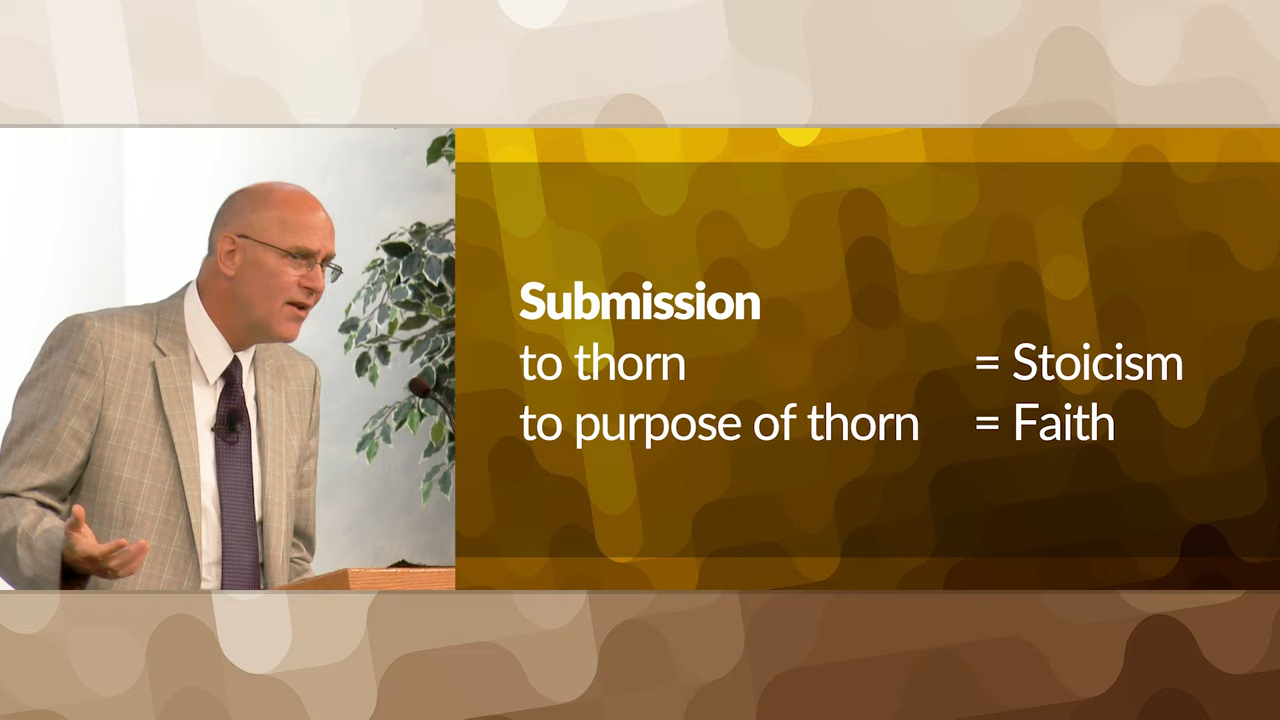 Submission
to thorn = Stoicism
to purpose of thorn = Faith